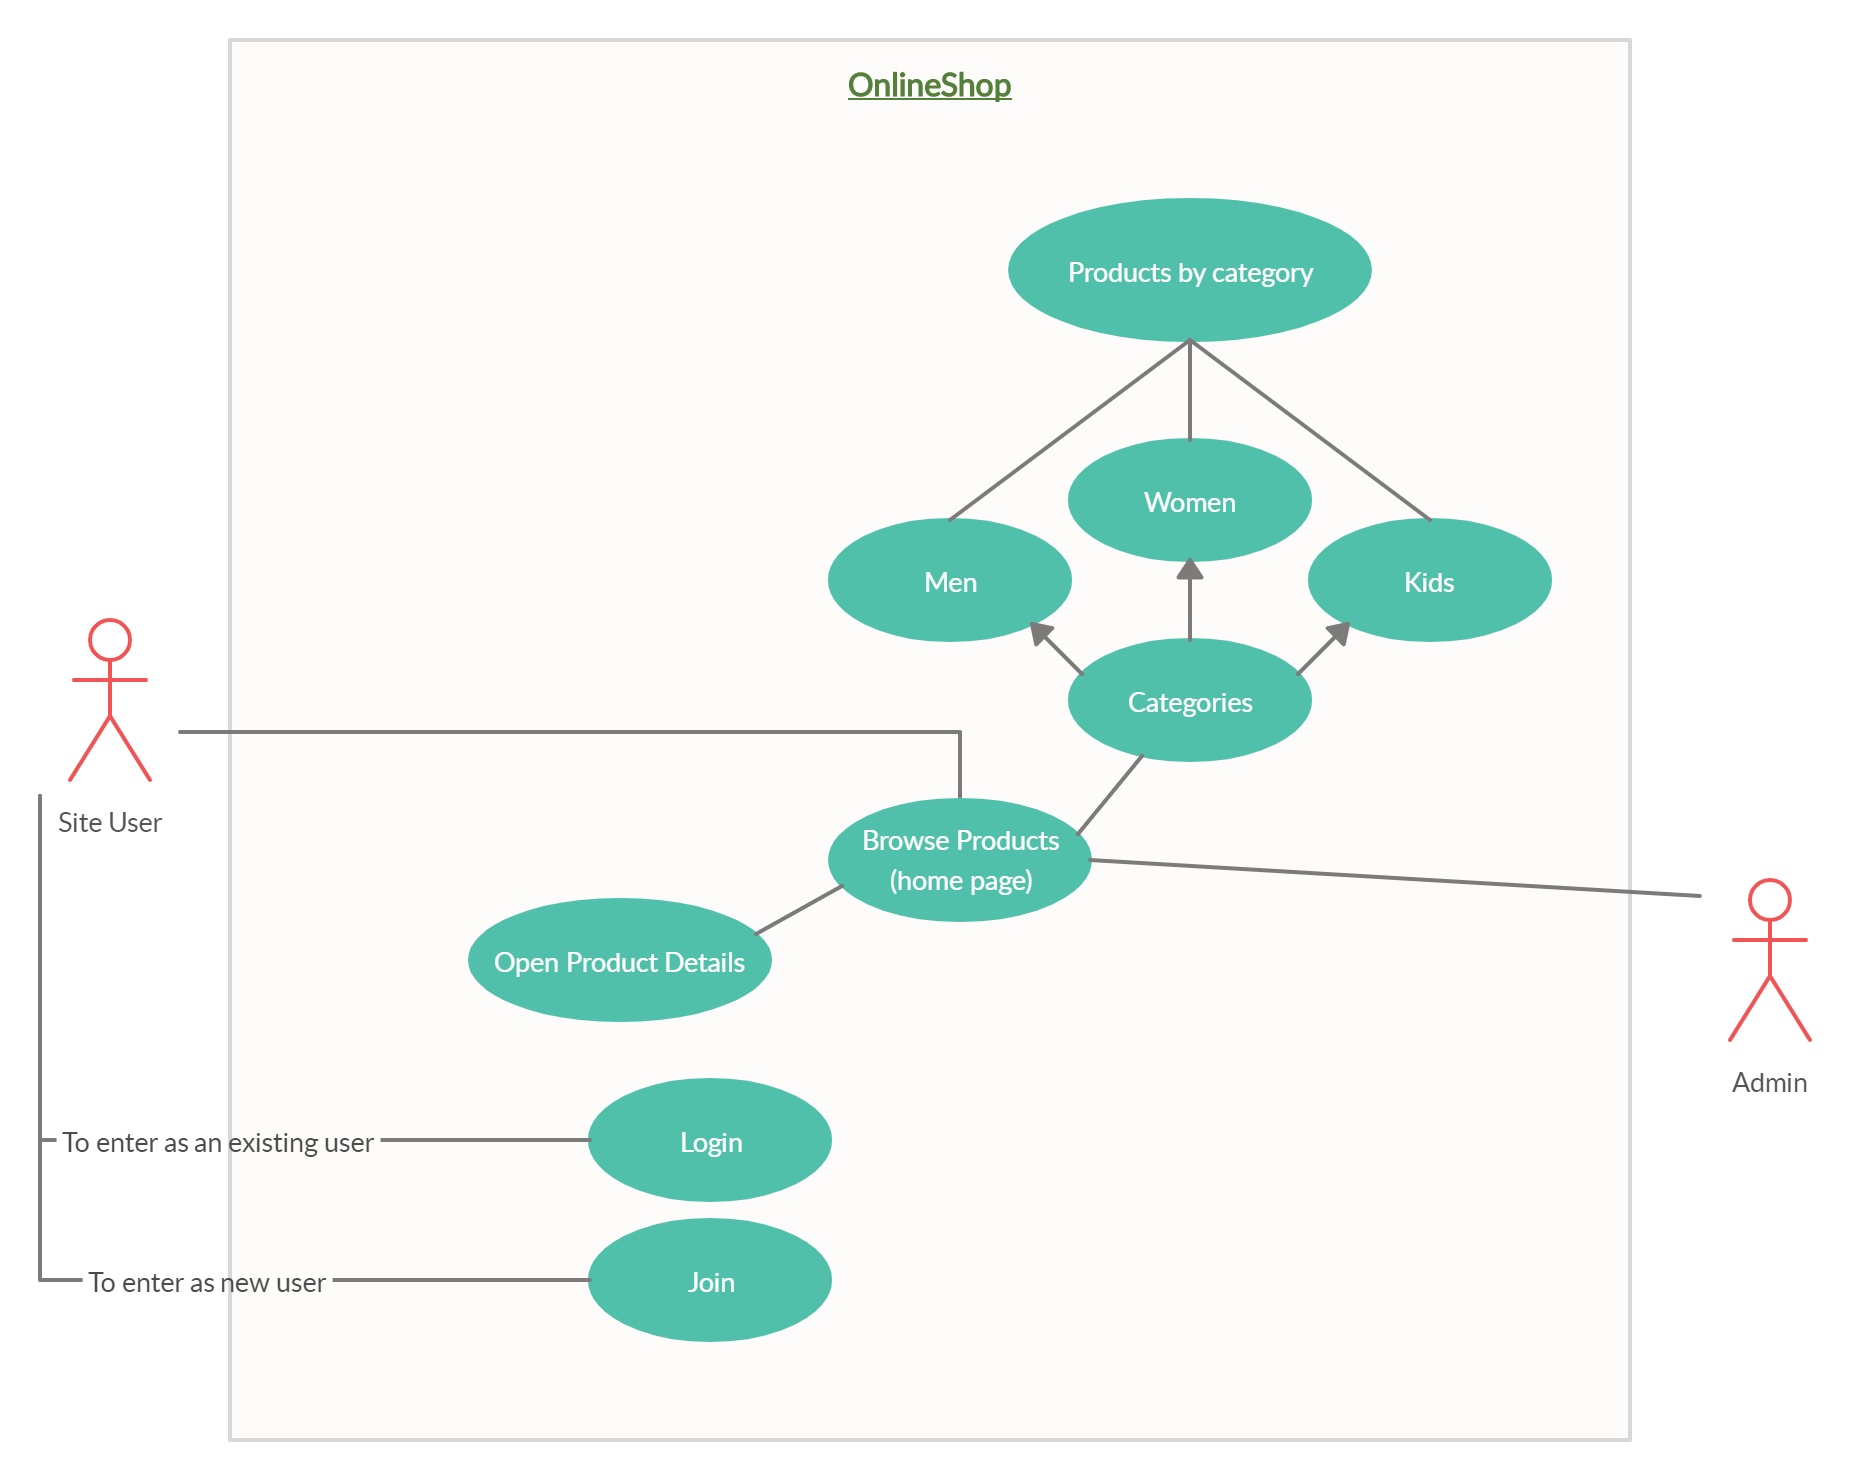 OnlineShop
Products by category
Women
Men
Kids
Categories
Site User
Browse Products
(home page)
Open Product Details
Admin
To enter as an existing user
Login
To enter as new user
Join